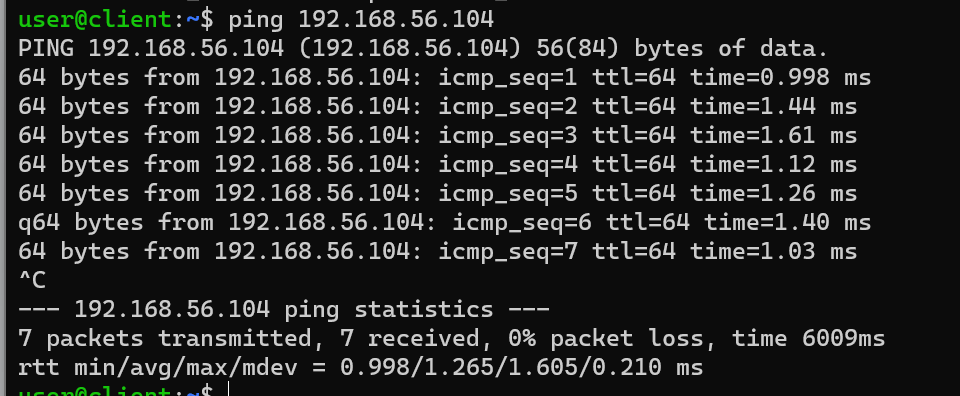 user@client:~$ ping 192.168.56.104
PING 192.168.56.104 (192.168.56.104) 56(84) bytes of data.
64 bytes from 192.168.56.104: icmp_seq=1 ttl=64 time=0.998 ms
64 bytes from 192.168.56.104: icmp_seq=2 ttl=64 time=1.44 ms
64 bytes from 192.168.56.104: icmp_seq=3 ttl=64 time=1.61 ms
64 bytes from 192.168.56.104: icmp_seq=4 ttl=64 time=1.12 ms
64 bytes from 192.168.56.104: icmp_seq=5 ttl=64 time=1.26 ms
q64 bytes from 192.168.56.104: icmp_seq=6 ttl=64 time=1.40 ms
64 bytes from 192.168.56.104: icmp_seq=7 ttl=64 time=1.03 ms
^C
--- 192.168.56.104 ping statistics ---
7 packets transmitted, 7 received, 0% packet loss, time 6009ms
rtt min/avg/max/mdev = 0.998/1.265/1.605/0.210 ms
user@client:~$